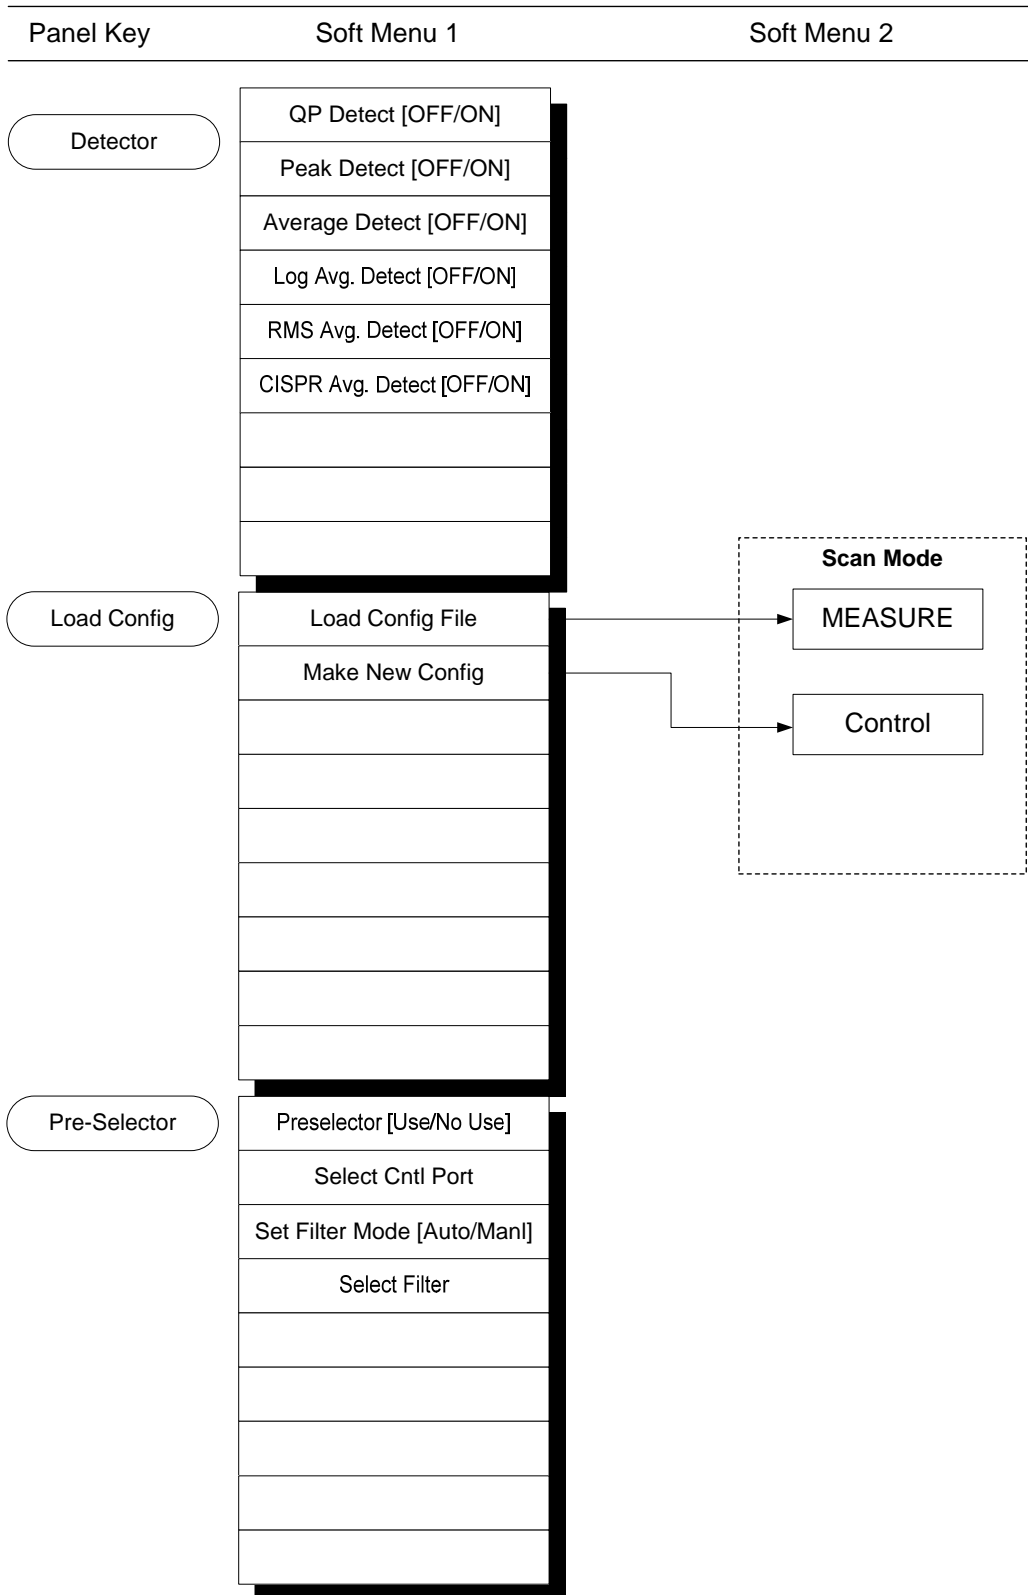 Panel Key Soft Menu 1 Soft Menu 2
Detector
QP Detect [OFF/ON]
Peak Detect [OFF/ON]
Average Detect [OFF/ON]
Log Avg. Detect [OFF/ON]
RMS Avg. Detect [OFF/ON]
CISPR Avg. Detect [OFF/ON]
Load Config
Load Config File
Make New Config
Scan Mode
MEASURE
Control
Pre-Selector
Preselector [Use/No Use]
Select Cntl Port
Set Filter Mode [Auto/Manl]
Select Filter